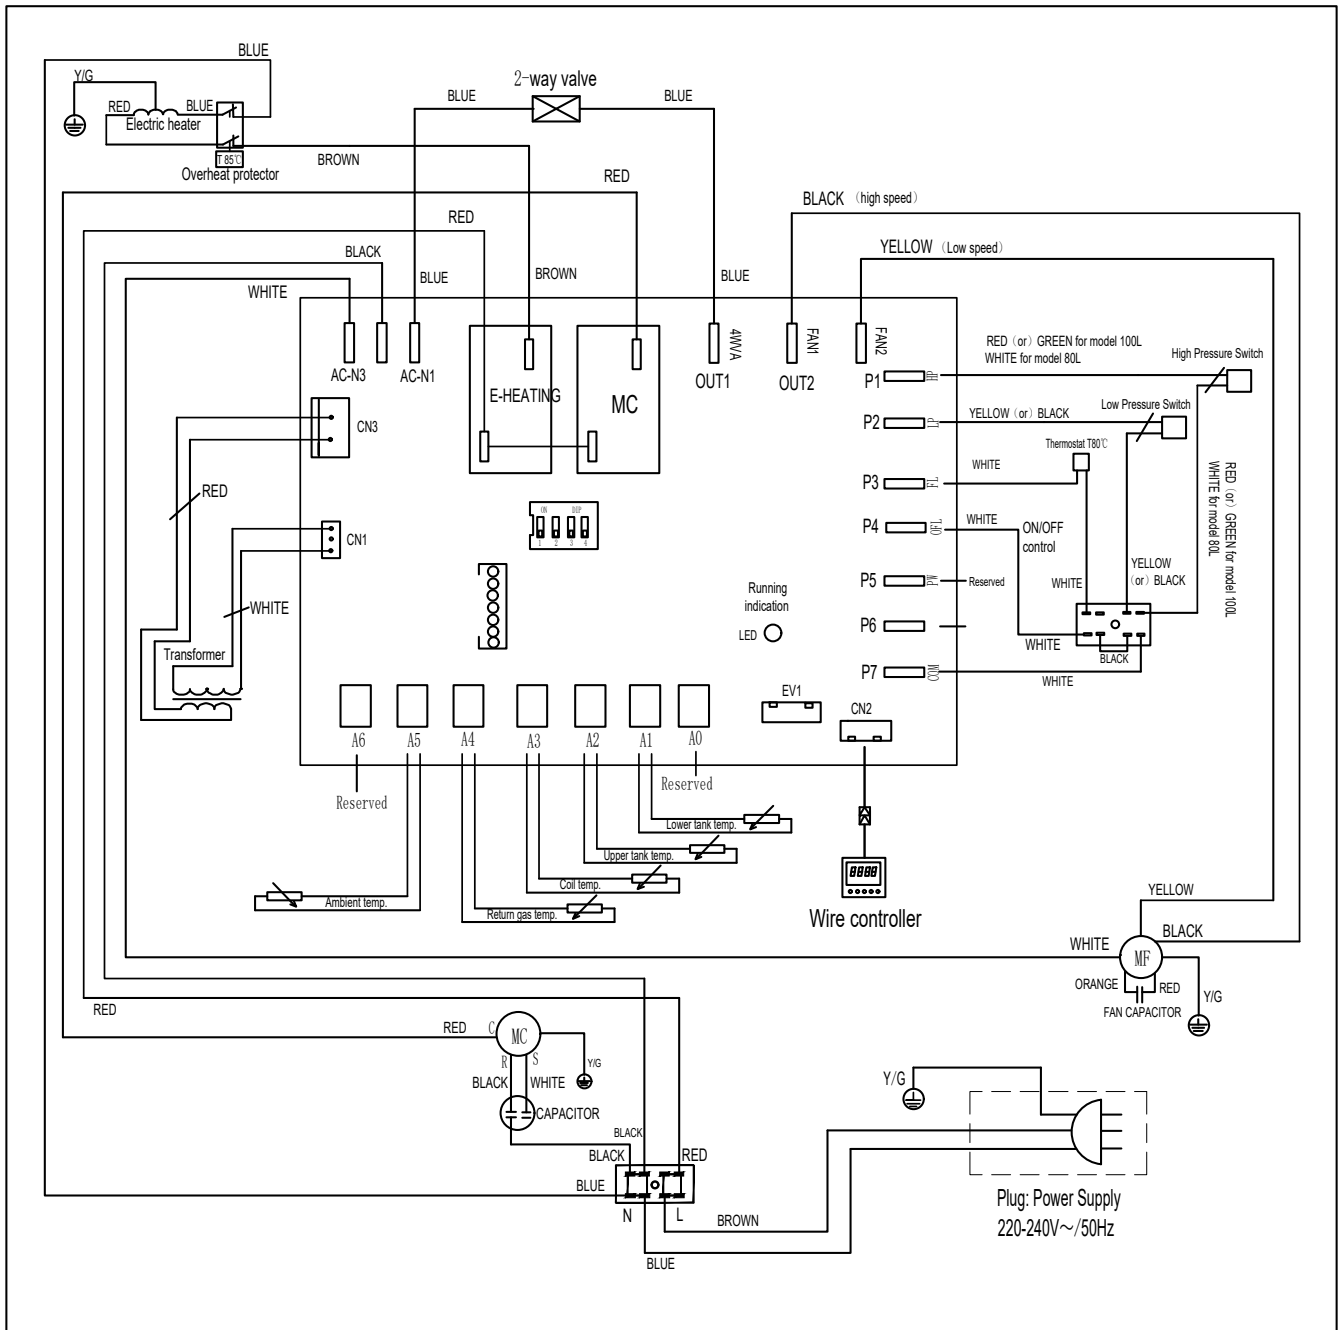 BLUE
Y/G
RED
BLUE
Electric heater
T 85℃
Overheat protector
BROWN
2-way valve
BLUE
BLUE
RED
BLACK （high speed）
RED
YELLOW （Low speed）
BLACK
BLUE
BROWN
BLUE
WHITE
AC-N3
AC-N1
E-HEATING
MC
4WVA
OUT1
FAN1
OUT2
FAN2
RED （or）GREEN for model 100L
WHITE for model 80L
High Pressure Switch
P1
HP
Low Pressure Switch
YELLOW （or）BLACK
P2
LP
CN3
Thermostat T80℃
WHITE
P3
RED （or）GREEN for model 100L
WHITE for model 80L
RED
ON DIP
1 2 3 4
P4
WHITE
ON/OFF
control
CN1
YELLOW
（or）BLACK
WHITE
P5
Reserved
Running
indication
LED
WHITE
P6
WHITE
BLACK
Transformer
P7
COM
WHITE
EV1
CN2
A6
A5
A4
A3
A2
A1
A0
Reserved
Reserved
Lower tank temp.
Upper tank temp.
Coil temp.
Ambient temp.
Return gas temp.
8888
Wire controller
YELLOW
BLACK
WHITE
MF
ORANGE
RED
Y/G
FAN CAPACITOR
RED
RED
C
MC
R
S
Y/G
BLACK
WHITE
CAPACITOR
Y/G
BLACK
BLACK
RED
BLUE
N
L
BROWN
BLUE
Plug: Power Supply
220-240V～/50Hz